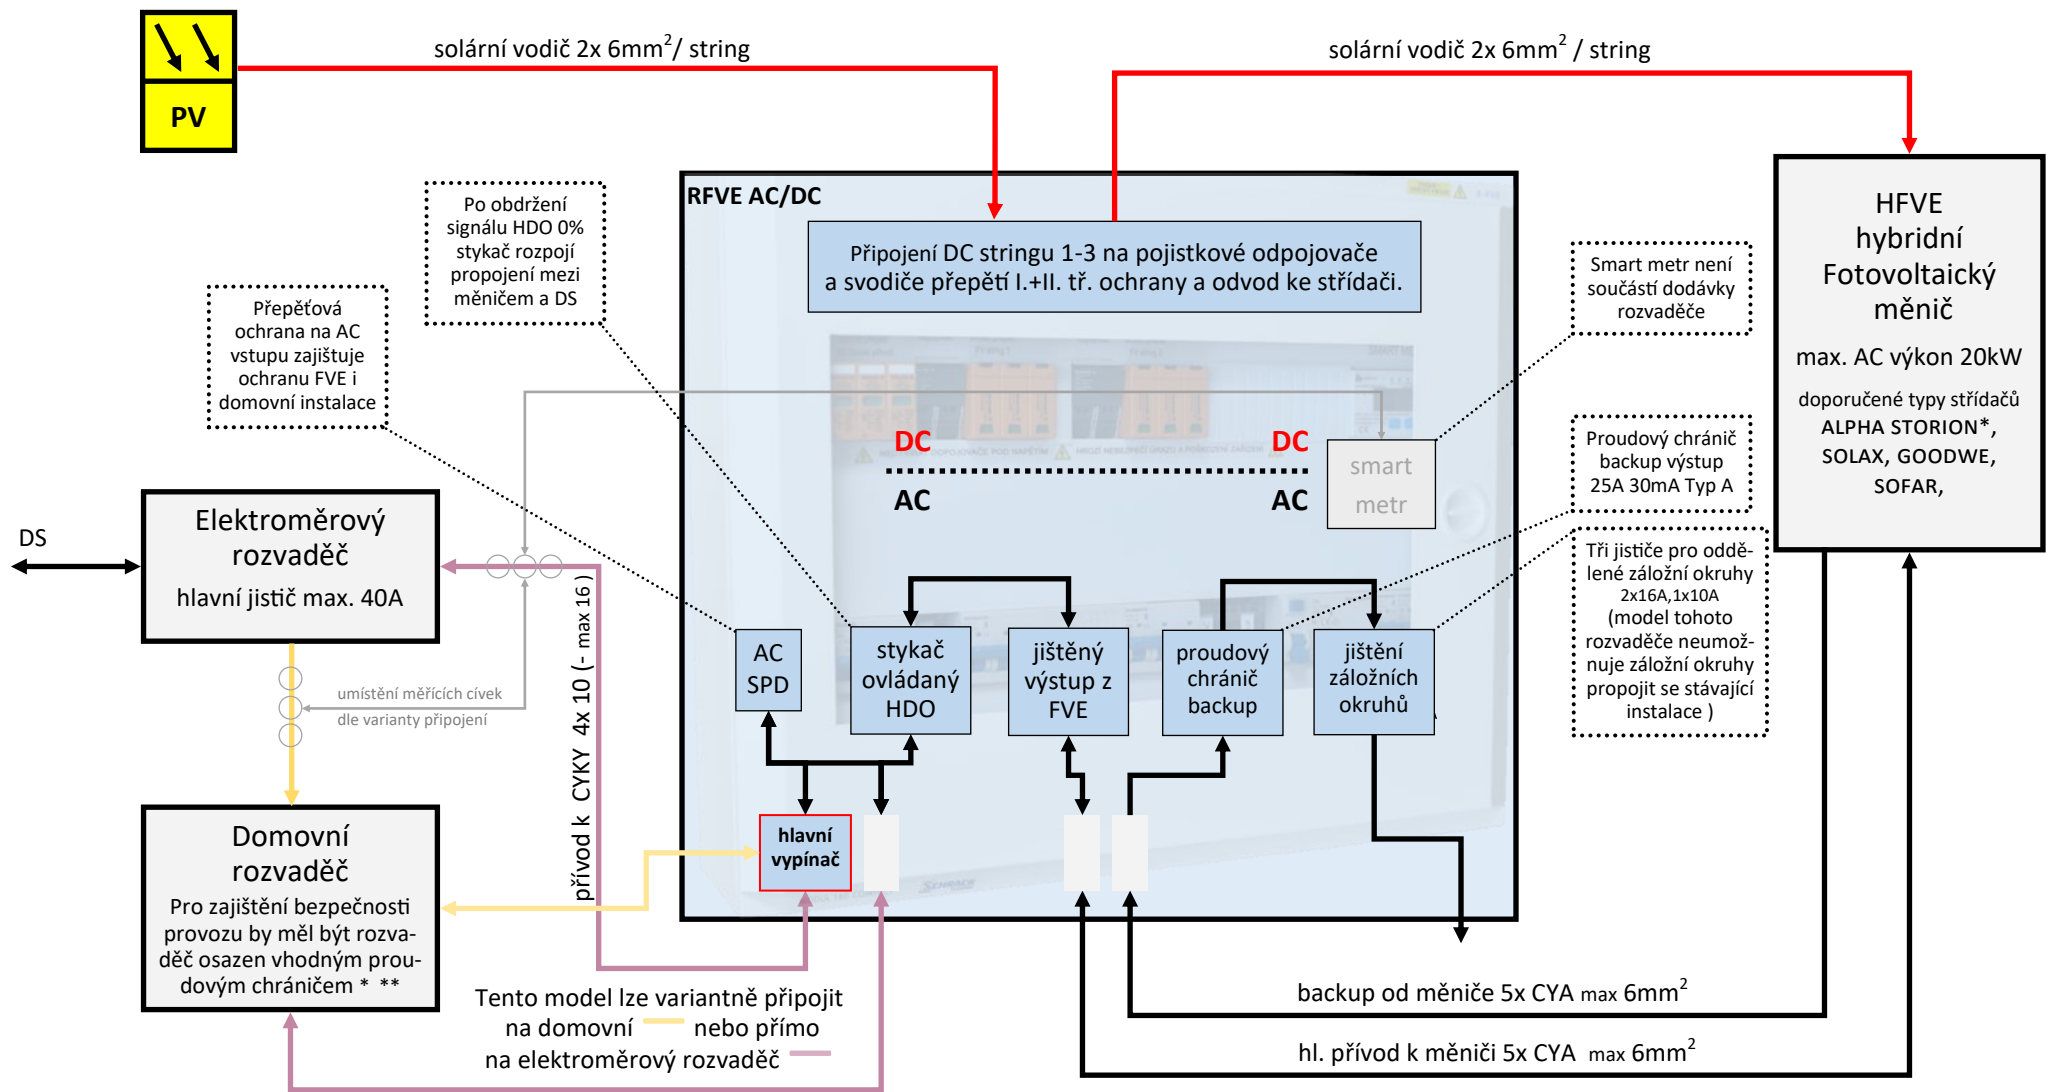 solární vodič 2x 6mm²/ string
solární vodič 2x 6mm² / string
PV
Po obdržení
signálu HDO 0%
stykač rozpojí
propojení mezi
měničem a DS
RFVE AC/DC
Připojení DC stringu 1-3 na pojistkové odpojovače
a svodiče přepětí I.+II. tř. ochrany a odvod ke střídači.
Smart metr není
součástí dodávky
rozvaděče
HFVE
hybridní
Fotovoltaický
měnič
max. AC výkon 20kW
doporučené typy střídačů
ALPHA STORION*,
SOLAX, GOODWE,
SOFAR,
Přepěťová
ochrana na AC
vstupu zajištuje
ochranu FVE i
domovní instalace
DC
DC
AC
AC
smart
metr
Proudový chránič
backup výstup
25A 30mA Typ A
DS
Elektroměrový
rozvaděč
hlavní jistič max. 40A
Tři jističe pro oddě-
lené záložní okruhy
2x16A,1x10A
(model tohoto
rozvaděče neumož-
nuje záložní okruhy
propojit se stávající
instalace )
AC
SPD
stykač
ovládaný
HDO
jištěný
výstup z
FVE
proudový
chránič
backup
jištění
záložních
okruhů
umístění měřících cívek
dle varianty připojení
přívod k CYKY 4x 10 (- max 16 )
Domovní
rozvaděč
Pro zajištění bezpečnosti
provozu by měl být rozva-
děč osazen vhodným prou-
dovým chráničem * **
hlavní
vypínač
SCHRACK
Tento model lze variantně připojit
na domovní nebo přímo
na elektroměrový rozvaděč
backup od měniče 5x CYA max 6mm²
hl. přívod k měniči 5x CYA max 6mm²